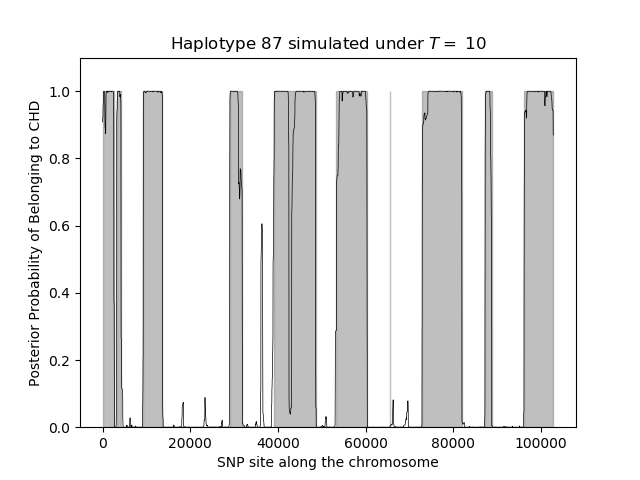 Haplotype 87 simulated under T = 10
Posterior Probability of Belonging to CHD
1.0
0.8
0.6
0.4
0.2
0.0
0 20000 40000 60000 80000 100000
SNP site along the chromosome